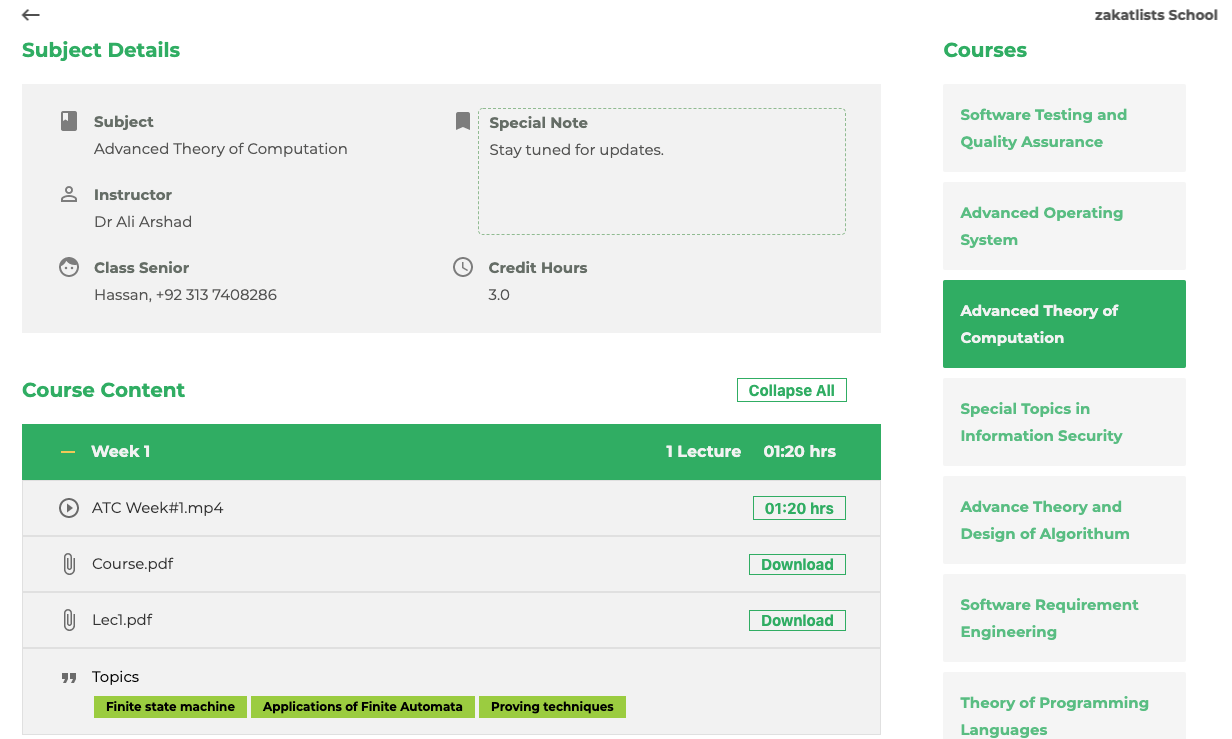 zakatlists School
Subject Details
Subject
Advanced Theory of Computation
Special Note
Stay tuned for updates.
Instructor
Dr Ali Arshad
Class Senior
Hassan, +92 313 7408286
Credit Hours
3.0
Course Content
Collapse All
Week 1
1 Lecture 01:20 hrs
ATC Week#1.mp4
01:20 hrs
Course.pdf
Download
Lec1.pdf
Download
Topics
Finite state machine
Applications of Finite Automata
Proving techniques
Courses
Software Testing and
Quality Assurance
Advanced Operating
System
Advanced Theory of
Computation
Special Topics in
Information Security
Advance Theory and
Design of Algorithum
Software Requirement
Engineering
Theory of Programming
Languages